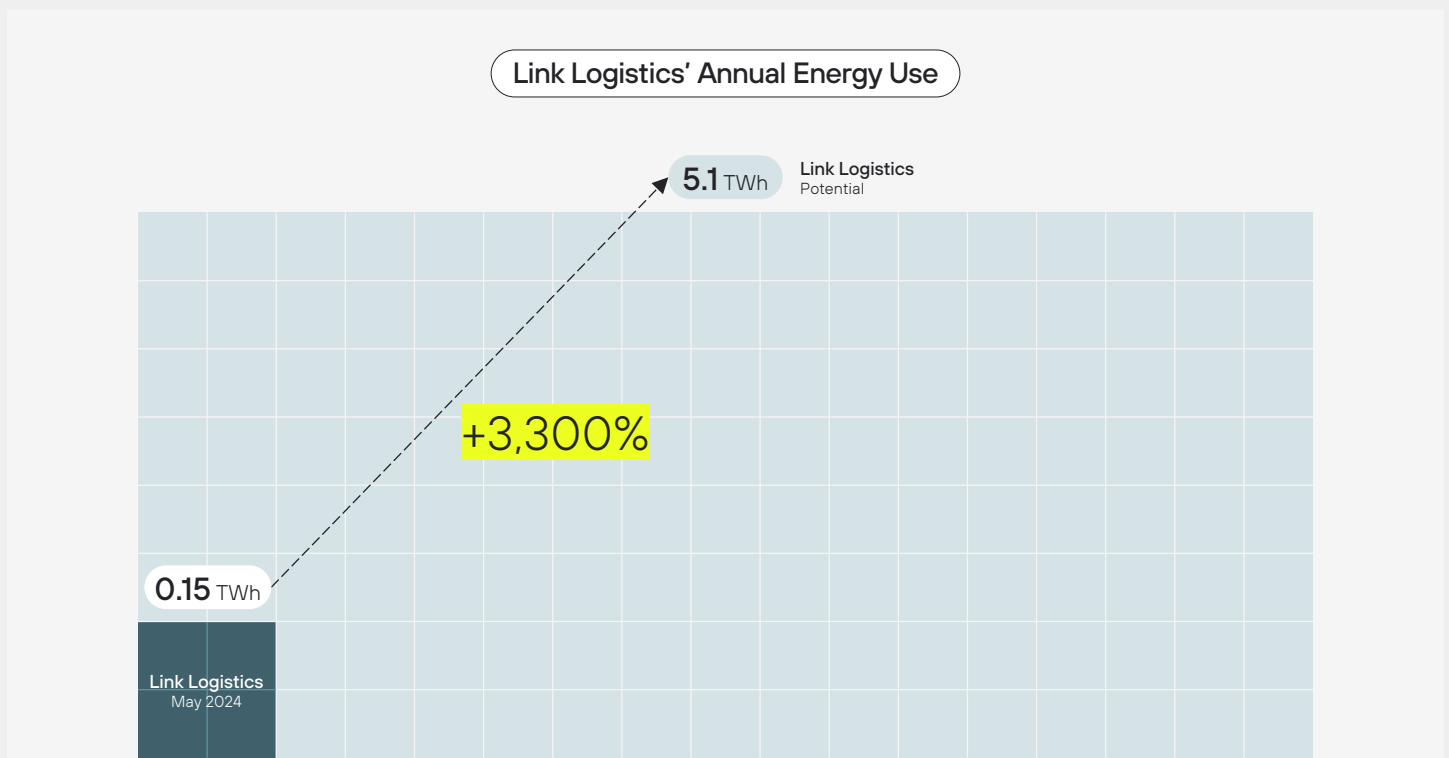 Link Logistics’ Annual Energy Use
5.1 TWh
Link Logistics
Potential
+3,300%
0.15 TWh
Link Logistics
May 2024